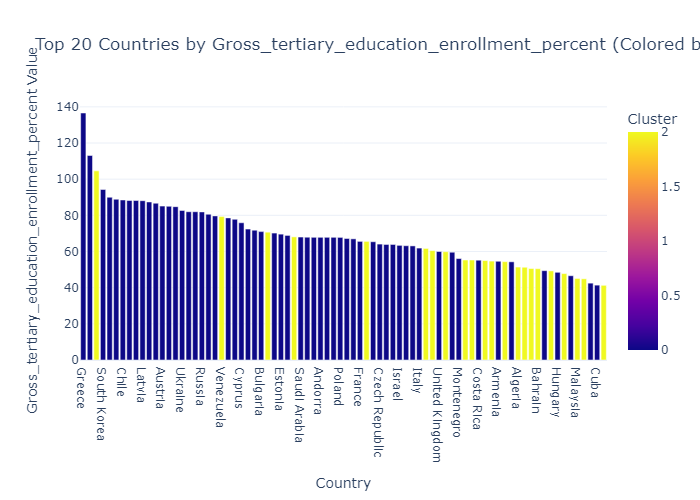 Top 20 Countries by Gross_tertiary_education_enrollment_percent (Colored b
Gross_tertiary_education_enrollment_percent Value
140
120
100
80
60
40
20
0
Greece
South Korea
Chile
Latvia
Austria
Ukraine
Russia
Venezuela
Cyprus
Bulgaria
Estonia
Saudi Arabia
Andorra
Poland
France
Czech Republic
Israel
Italy
United Kingdom
Montenegro
Costa Rica
Armenia
Algeria
Bahrain
Hungary
Malaysia
Cuba
Country
Cluster
2
1.5
1
0.5
0